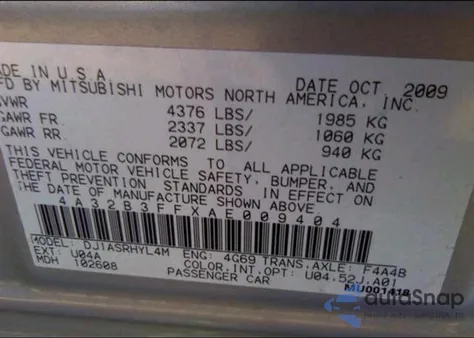 ADE IN U.S.A.
FD BY MITSUBISHI MOTORS NORTH AMERICA, INC.
DATE OCT. 2009
GVWR 4376 LBS/ 1985 KG
GAWR FR. 2337 LBS/ 1060 KG
GAWR RR. 2072 LBS/ 940 KG
THIS VEHICLE CONFORMS TO ALL APPLICABLE
FEDERAL MOTOR VEHICLE SAFETY, BUMPER, AND
THEFT PREVENTION STANDARDS IN EFFECT ON
THE DATE OF MANUFACTURE SHOWN ABOVE
4A32B3FFXAE009404
MODEL: DJ1ASRHYL4M ENG: 4G69 TRANS.AXLE: F4A4B
EXT: U04A COLOR.INT.OPT: U04.52J.A01
MDH 102608 PASSENGER CAR
MU001418
autoSnap